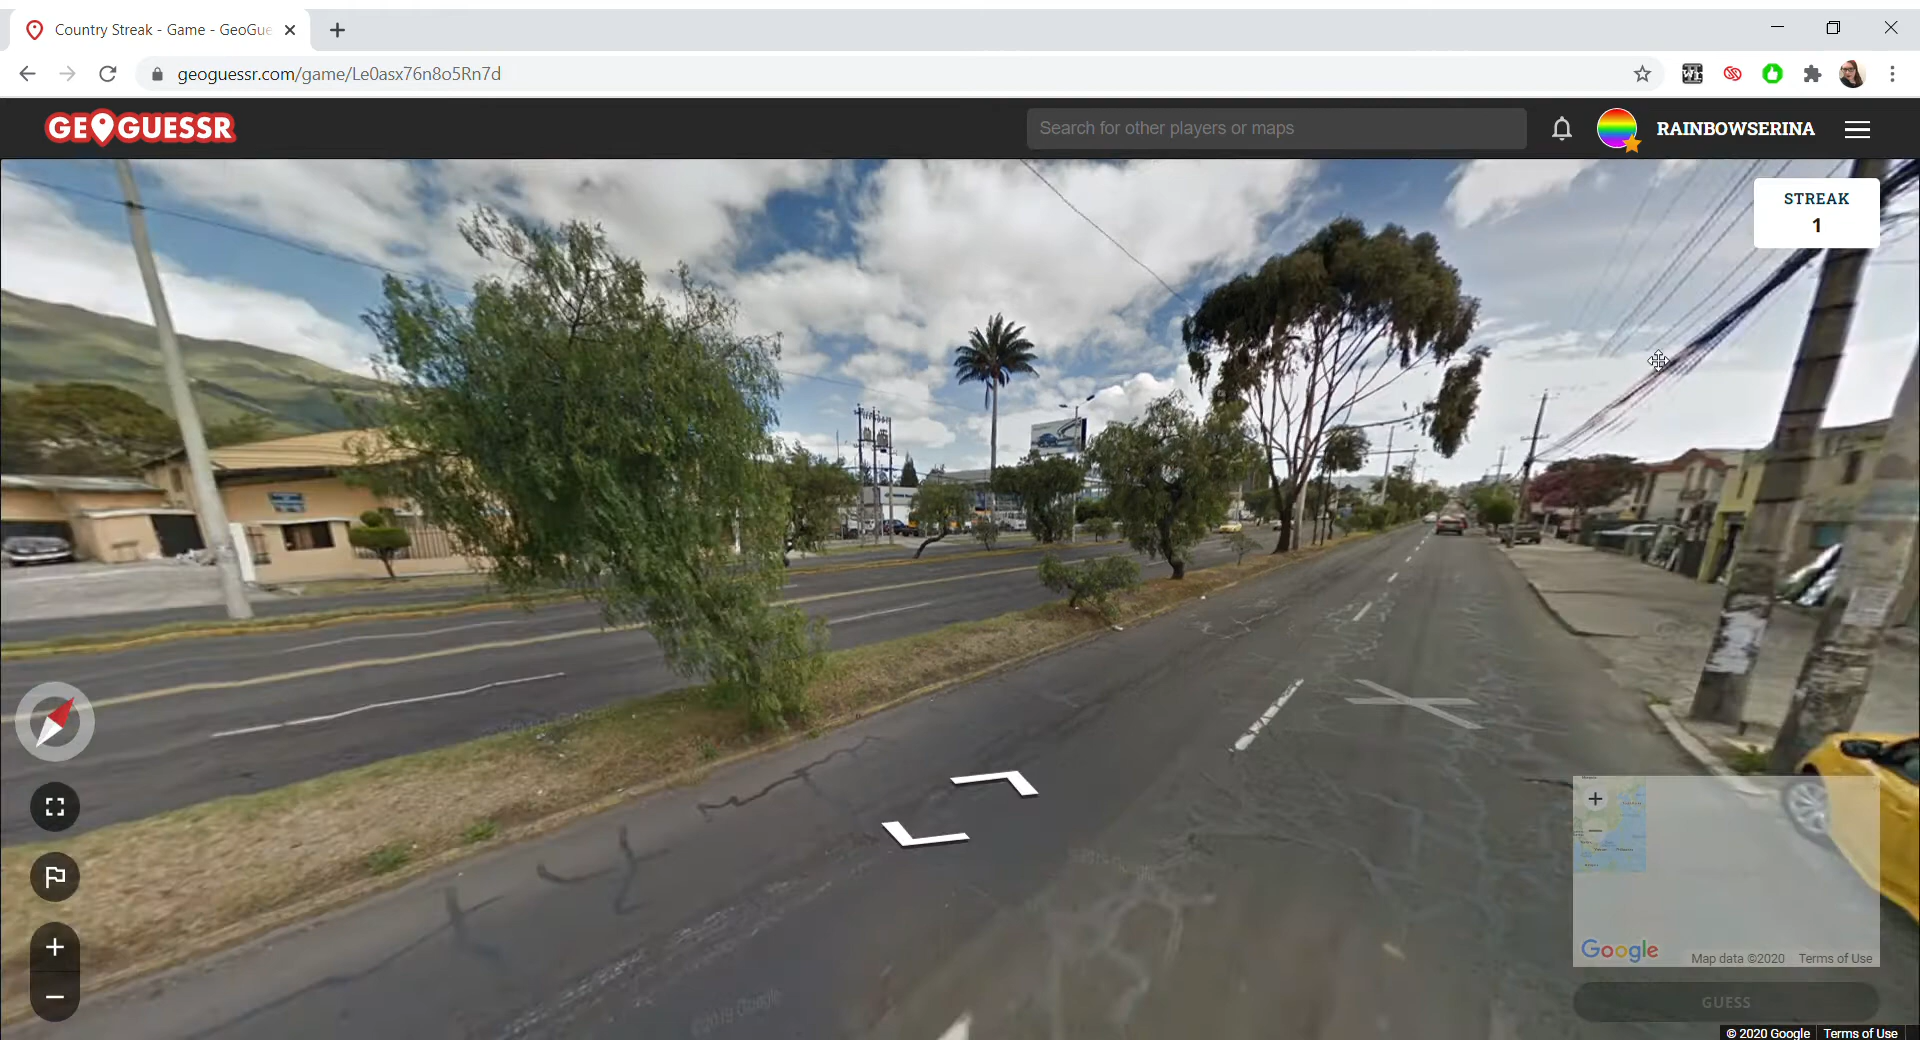 Country Streak - Game - GeoGue
geoguessr.com/game/Le0asx76n8o5Rn7d
GEOGUESSR
Search for other players or maps
RAINBOWSERINA
STREAK
1
Google
Map data ©2020 Terms of Use
GUESS
© 2020 Google Terms of Use